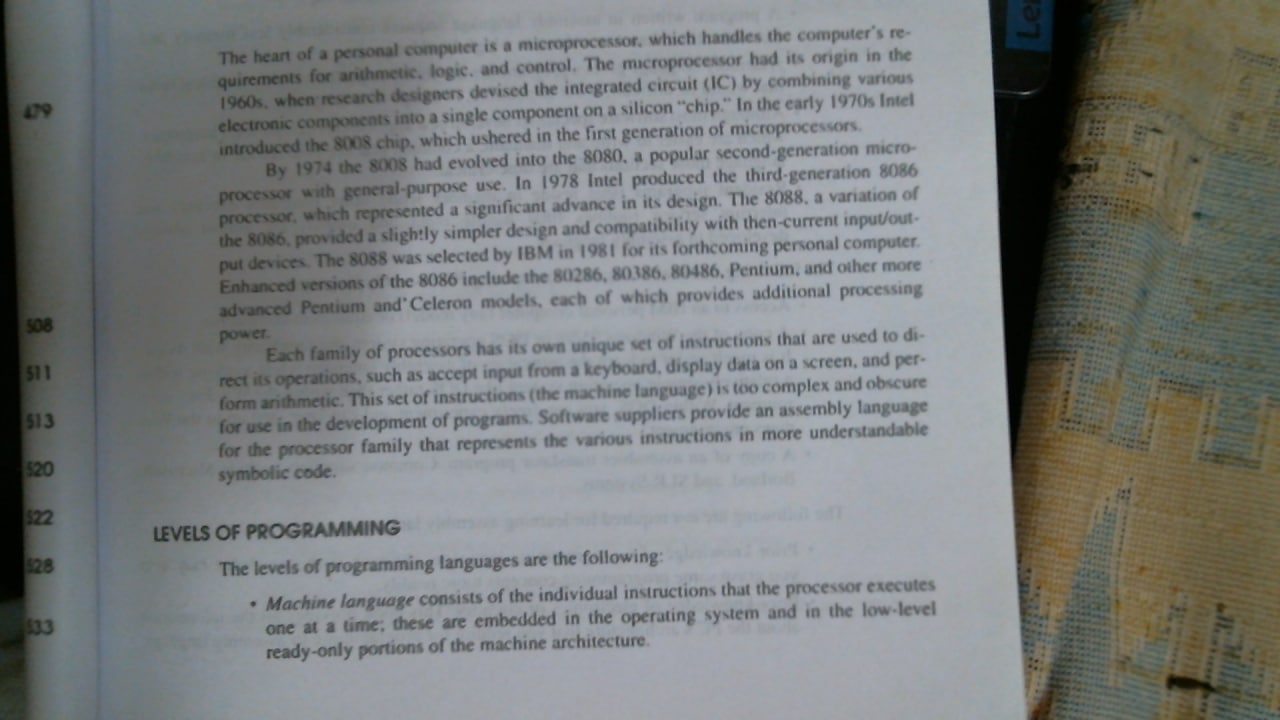 Le
479
508
511
513
520
522
528
533
The heart of a personal computer is a microprocessor, which handles the computer's re-
quirements for arithmetic, logic, and control. The microprocessor had its origin in the
1960s, when research designers devised the integrated circuit (IC) by combining various
electronic components into a single component on a silicon "chip." In the early 1970s Intel
introduced the 8008 chip, which ushered in the first generation of microprocessors.
By 1974 the 8008 had evolved into the 8080, a popular second-generation micro-
processor with general-purpose use. In 1978 Intel produced the third-generation 8086
processor, which represented a significant advance in its design. The 8088, a variation of
the 8086, provided a slightly simpler design and compatibility with then-current input/out-
put devices. The 8088 was selected by IBM in 1981 for its forthcoming personal computer.
Enhanced versions of the 8086 include the 80286, 80386, 80486, Pentium, and other more
advanced Pentium and Celeron models, each of which provides additional processing
power.
Each family of processors has its own unique set of instructions that are used to di-
rect its operations, such as accept input from a keyboard, display data on a screen, and per-
form arithmetic. This set of instructions (the machine language) is too complex and obscure
for use in the development of programs. Software suppliers provide an assembly language
for the processor family that represents the various instructions in more understandable
symbolic code.
LEVELS OF PROGRAMMING
The levels of programming languages are the following:
• Machine language consists of the individual instructions that the processor executes
one at a time; these are embedded in the operating system and in the low-level
ready-only portions of the machine architecture.